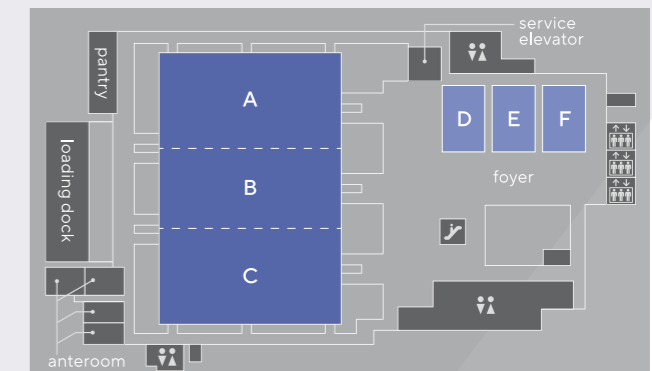 service
elevator
pantry
A
D
E
F
loading dock
B
foyer
C
anteroom